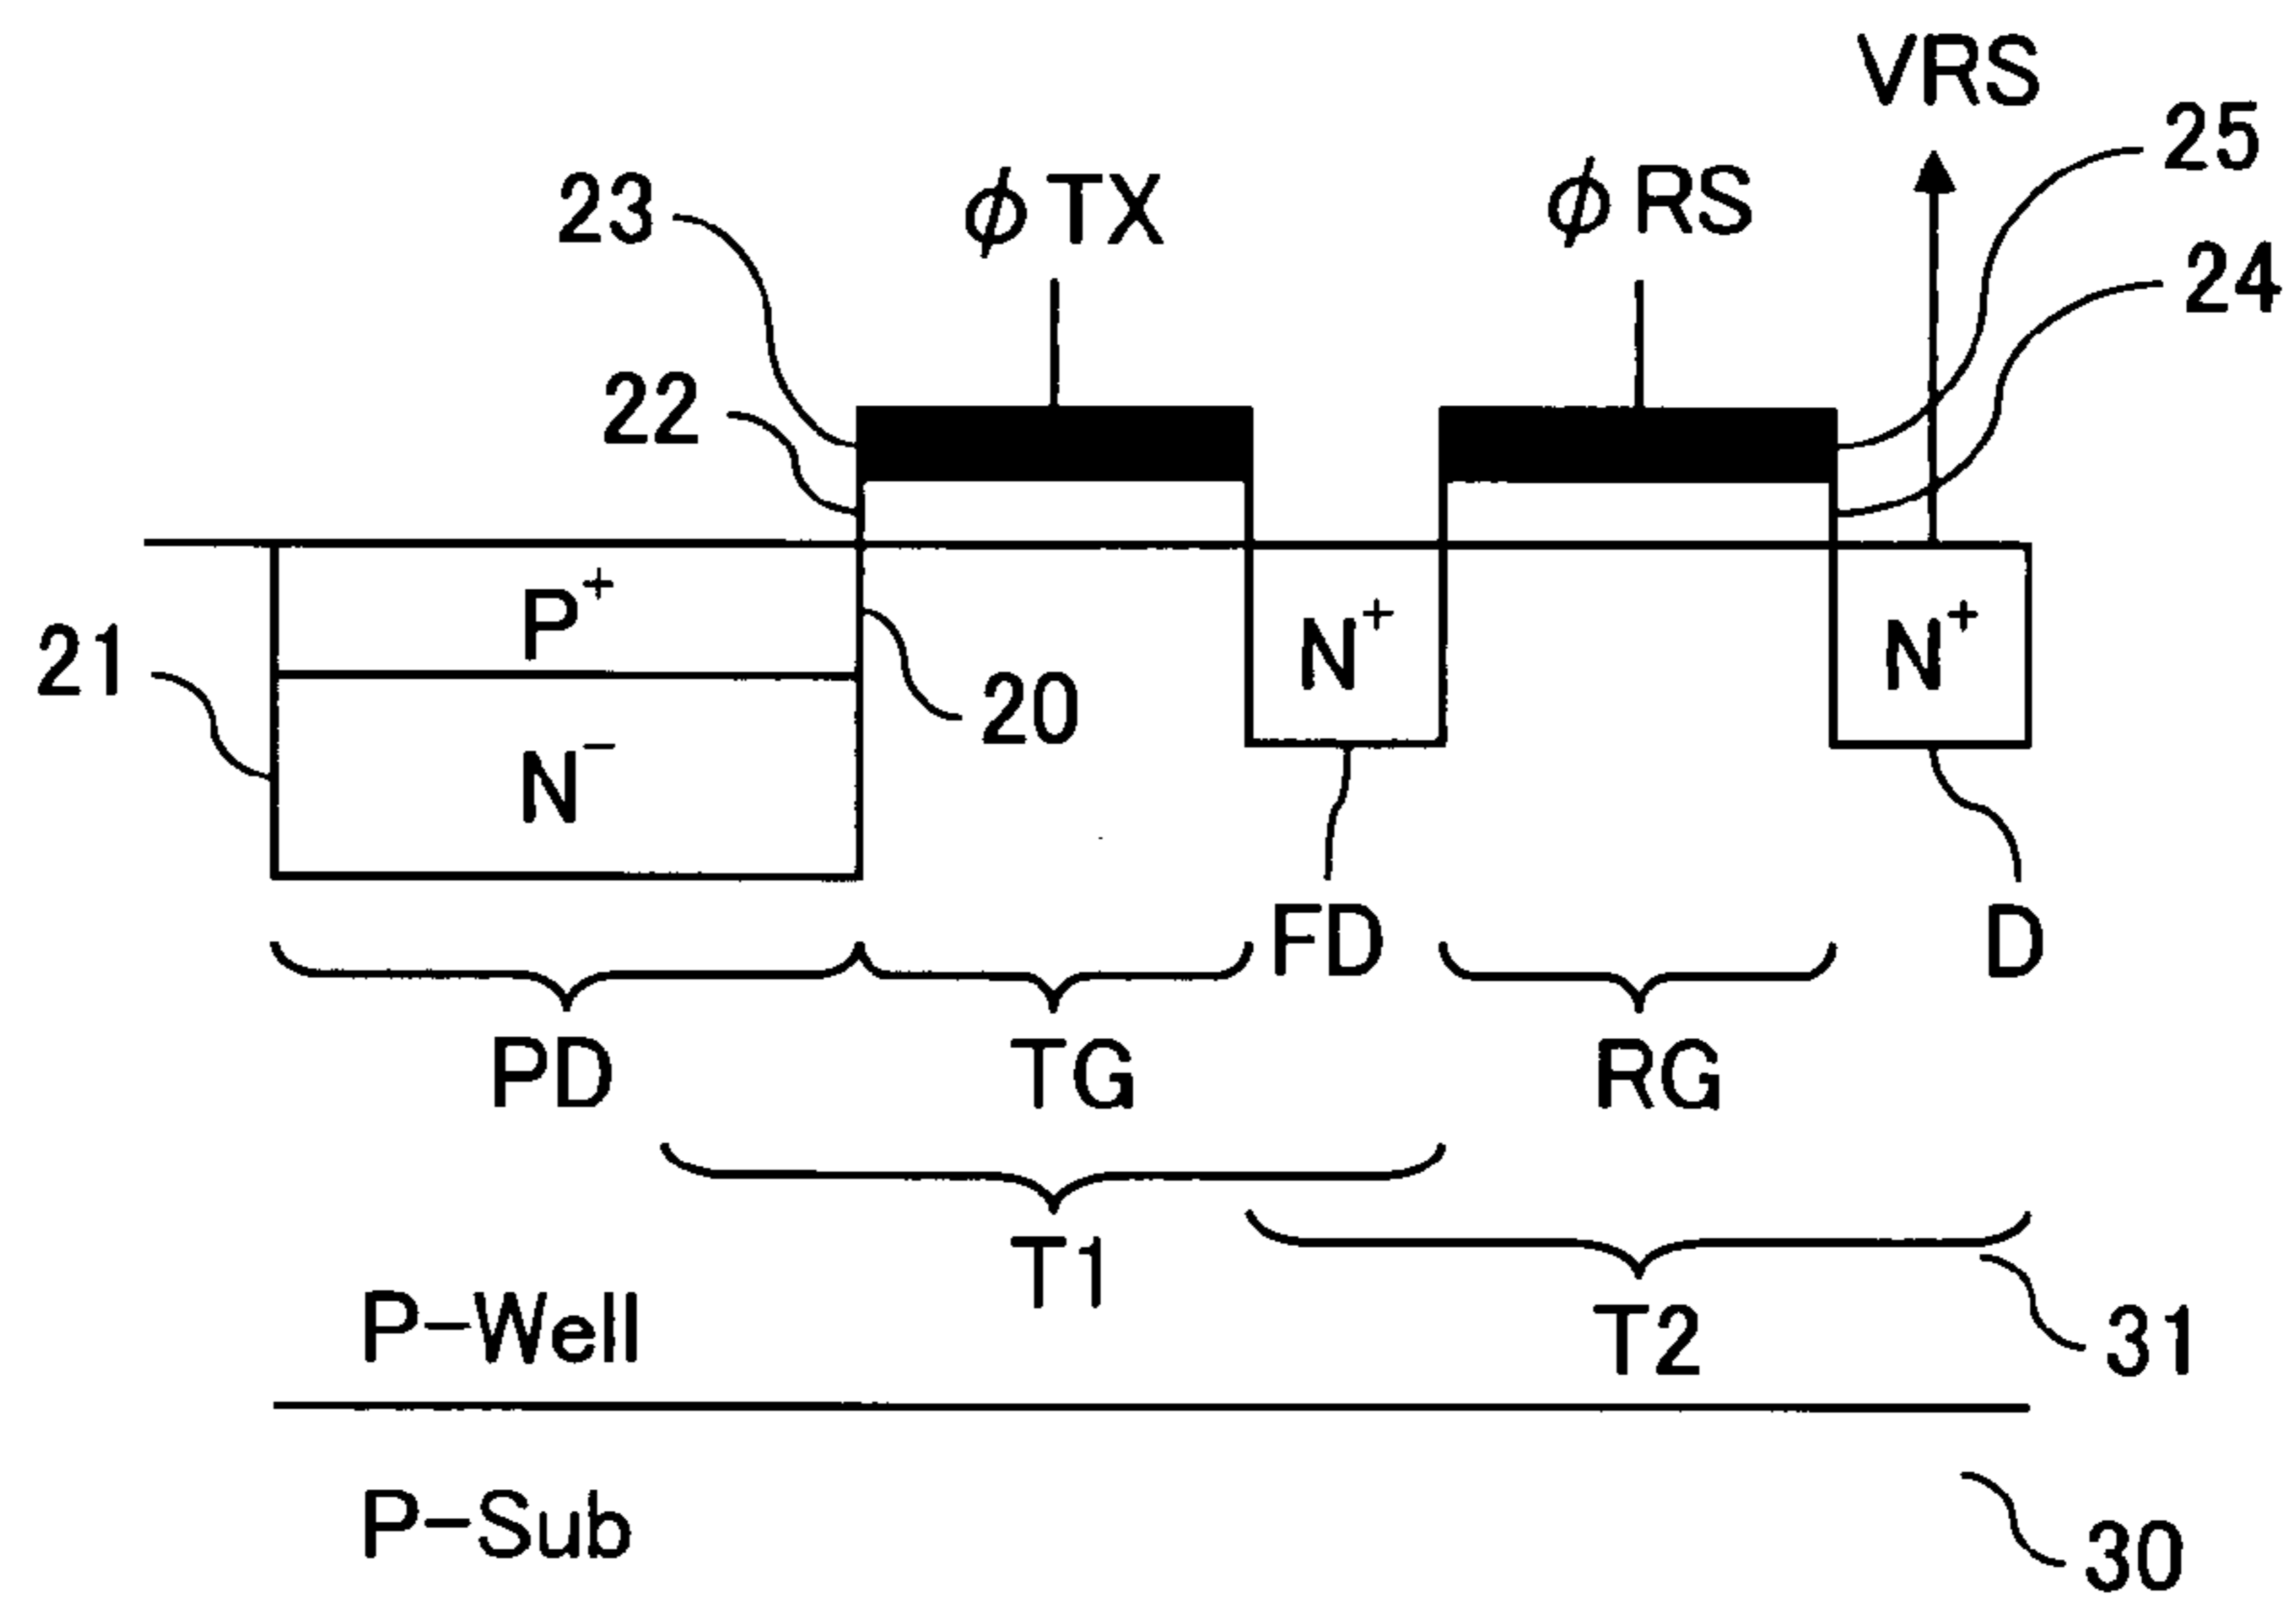 VRS
25
23
φTX
φRS
24
22
P+
N+
N+
21
20
N−
FD
D
PD
TG
RG
T1
T2
31
P-Well
P-Sub
30